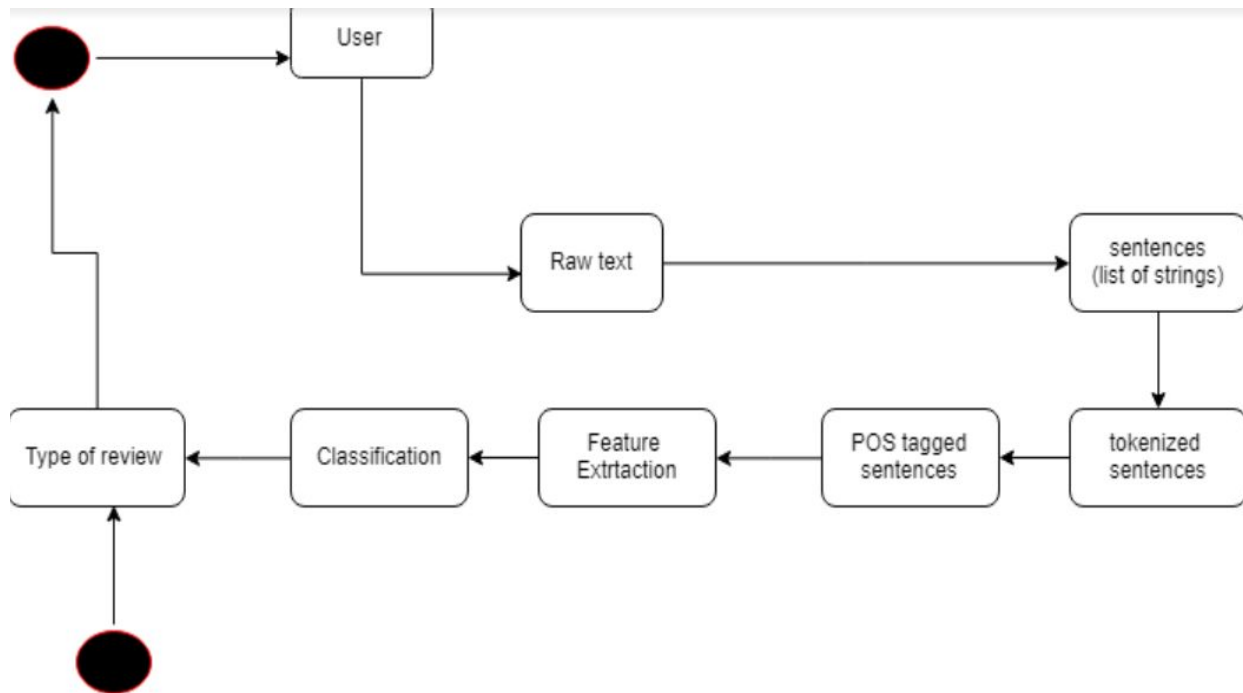 User
Raw text
sentences
(list of strings)
Type of review
Classification
Feature
Extrtaction
POS tagged
sentences
tokenized
sentences